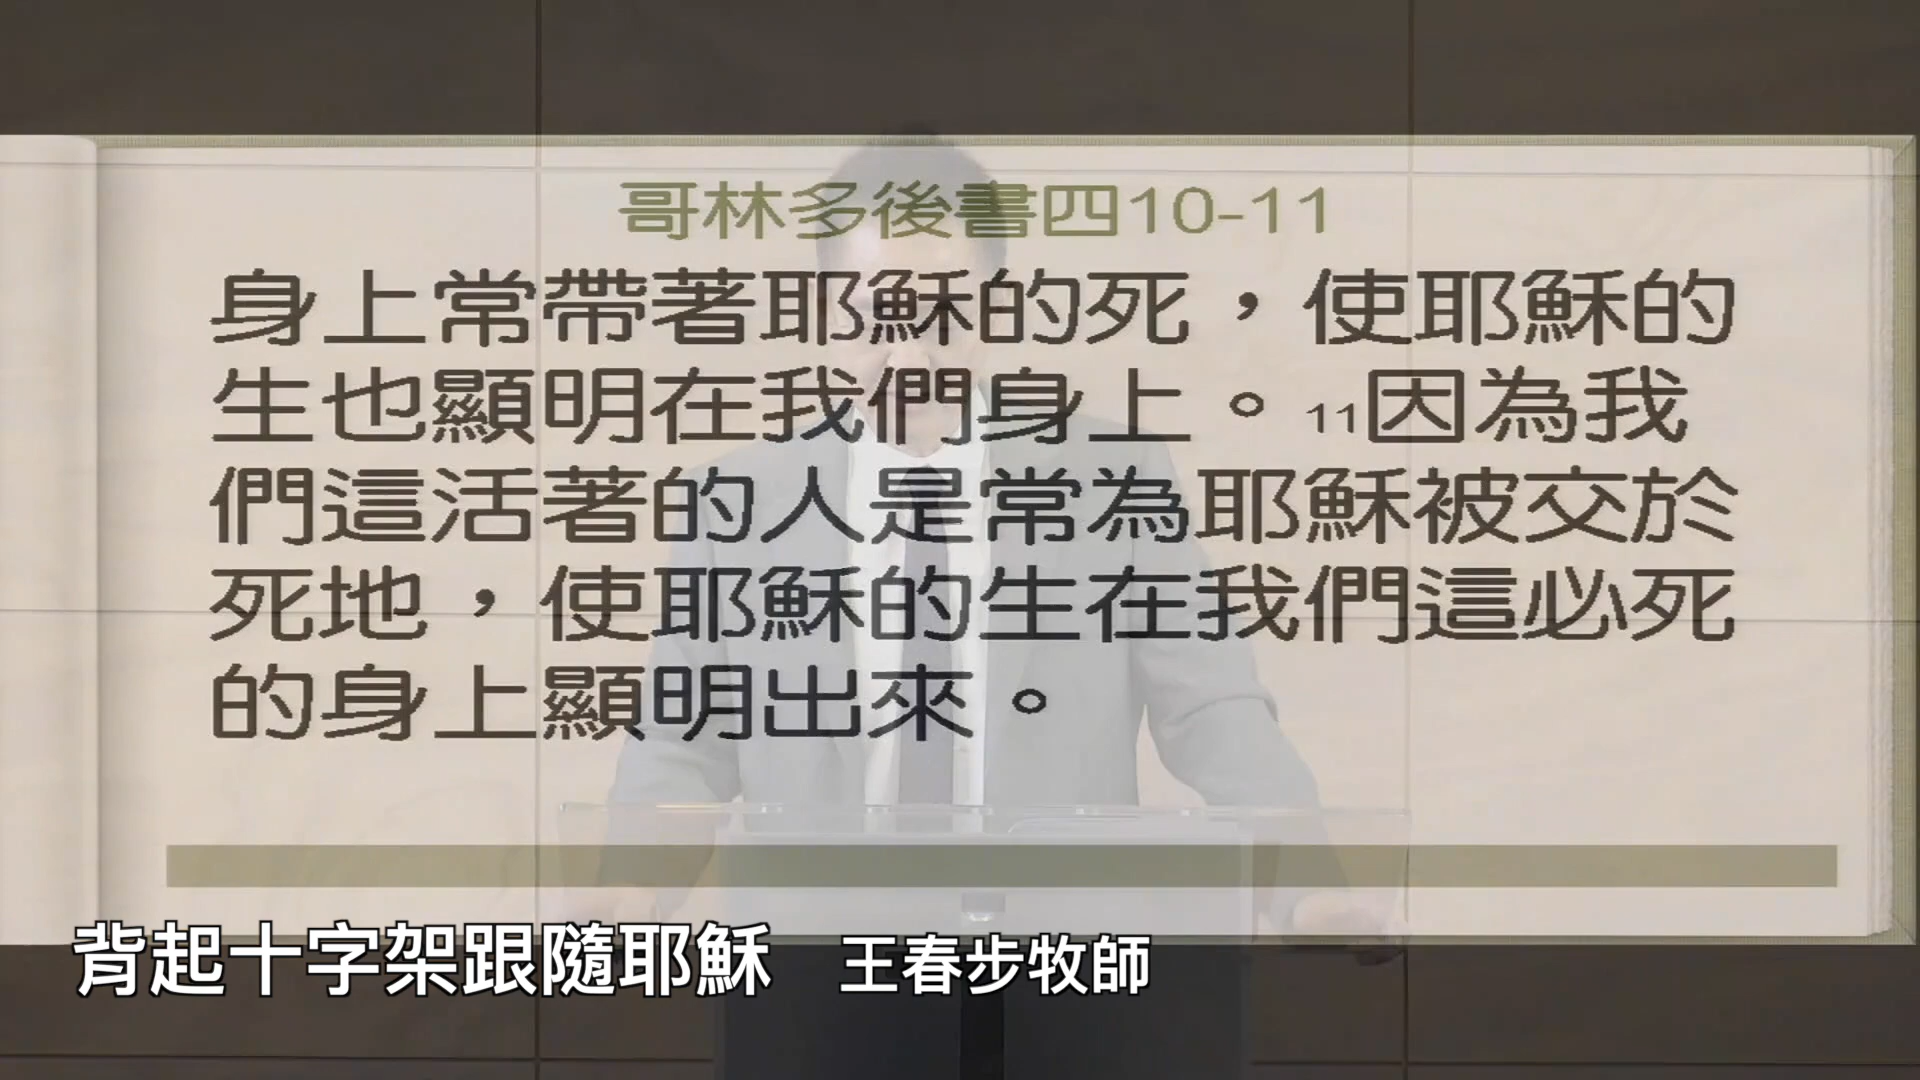 哥林多後書四10-11
身上常帶著耶穌的死，使耶穌的
生也顯明在我們身上。11因為我
們這活著的人是常為耶穌被交於
死地，使耶穌的生在我們這必死
的身上顯明出來。
背起十字架跟隨耶穌 王春步牧師